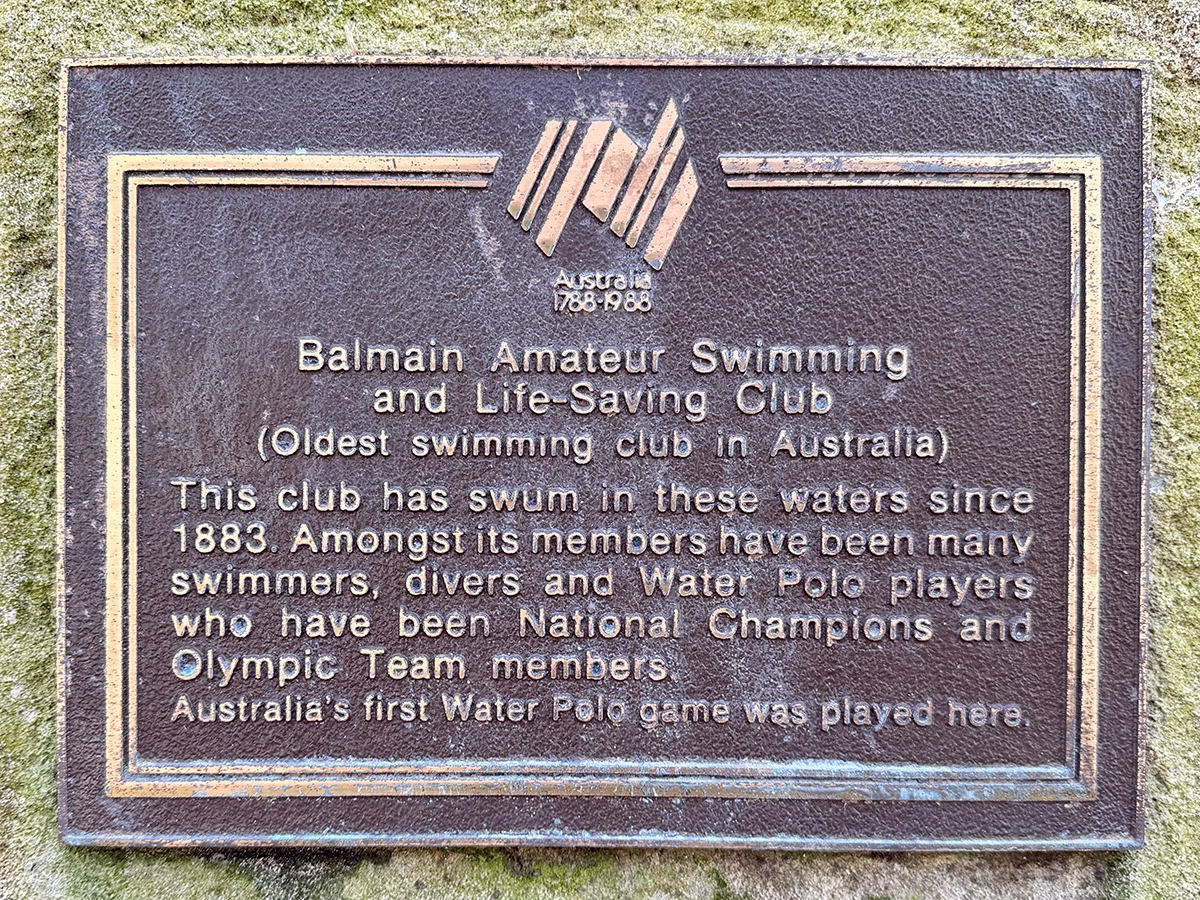 Australia
1788-1988
Balmain Amateur Swimming
and Life-Saving Club
(Oldest swimming club in Australia)
This club has swum in these waters since
1883. Amongst its members have been many
swimmers, divers and Water Polo players
who have been National Champions and
Olympic Team members.
Australia's first Water Polo game was played here.